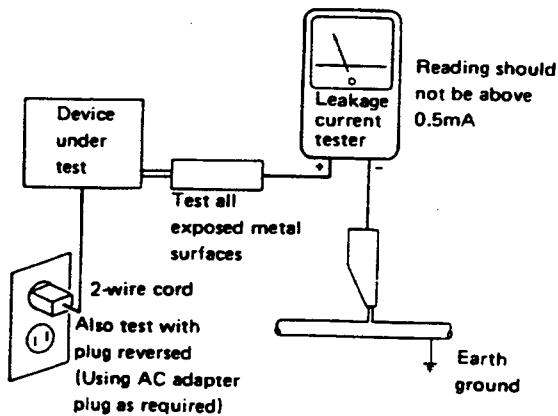 Device
under
test
Leakage
current
tester
+ −
Reading should
not be above
0.5mA
Test all
exposed metal
surfaces
2-wire cord
Also test with
plug reversed
(Using AC adapter
plug as required)
Earth
ground